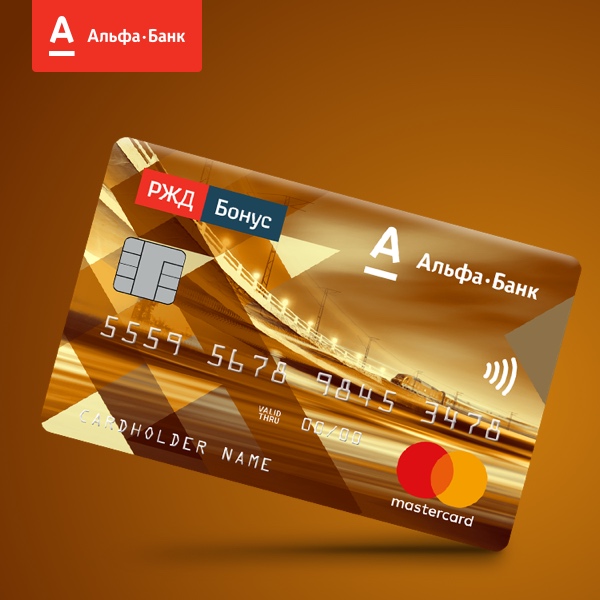 Альфа·Банк
РЖД Бонус
Альфа·Банк
5559 5678 9845 3478
VALID
THRU
00/00
CARDHOLDER NAME
mastercard